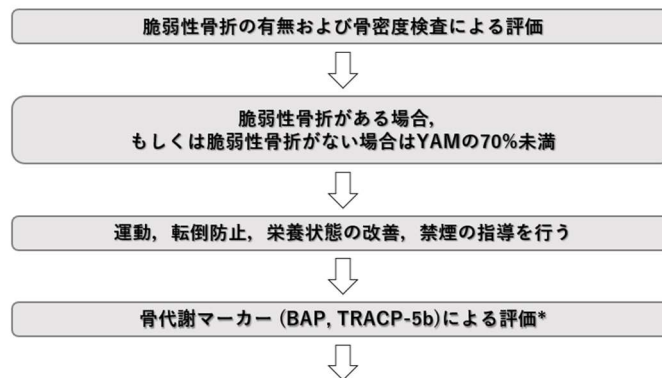 脆弱性骨折の有無および骨密度検査による評価
脆弱性骨折がある場合,
もしくは脆弱性骨折がない場合はYAMの70%未満
運動，転倒防止，栄養状態の改善，禁煙の指導を行う
骨代謝マーカー (BAP, TRACP-5b)による評価*